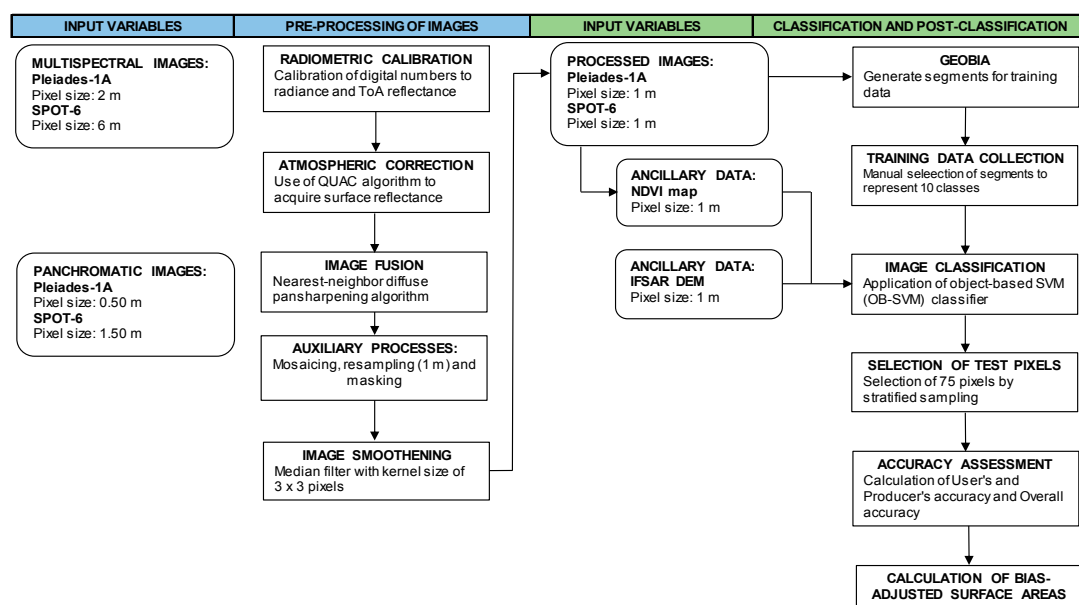 INPUT VARIABLES
PRE-PROCESSING OF IMAGES
INPUT VARIABLES
CLASSIFICATION AND POST-CLASSIFICATION
MULTISPECTRAL IMAGES:
Pleiades-1A
Pixel size: 2 m
SPOT-6
Pixel size: 6 m
PANCHROMATIC IMAGES:
Pleiades-1A
Pixel size: 0.50 m
SPOT-6
Pixel size: 1.50 m
RADIOMETRIC CALIBRATION
Calibration of digital numbers to
radiance and ToA reflectance
ATMOSPHERIC CORRECTION
Use of QUAC algorithm to
acquire surface reflectance
IMAGE FUSION
Nearest-neighbor diffuse
pansharpening algorithm
AUXILIARY PROCESSES:
Mosaicing, resampling (1 m) and
masking
IMAGE SMOOTHENING
Median filter with kernel size of
3 x 3 pixels
PROCESSED IMAGES:
Pleiades-1A
Pixel size: 1 m
SPOT-6
Pixel size: 1 m
ANCILLARY DATA:
NDVI map
Pixel size: 1 m
ANCILLARY DATA:
IFSAR DEM
Pixel size: 1 m
GEOBIA
Generate segments for training
data
TRAINING DATA COLLECTION
Manual seleection of segments to
represent 10 classes
IMAGE CLASSIFICATION
Application of object-based SVM
(OB-SVM) classifier
SELECTION OF TEST PIXELS
Selection of 75 pixels by
stratified sampling
ACCURACY ASSESSMENT
Calculation of User's and
Producer's accuracy and Overall
accuracy
CALCULATION OF BIAS-
ADJUSTED SURFACE AREAS